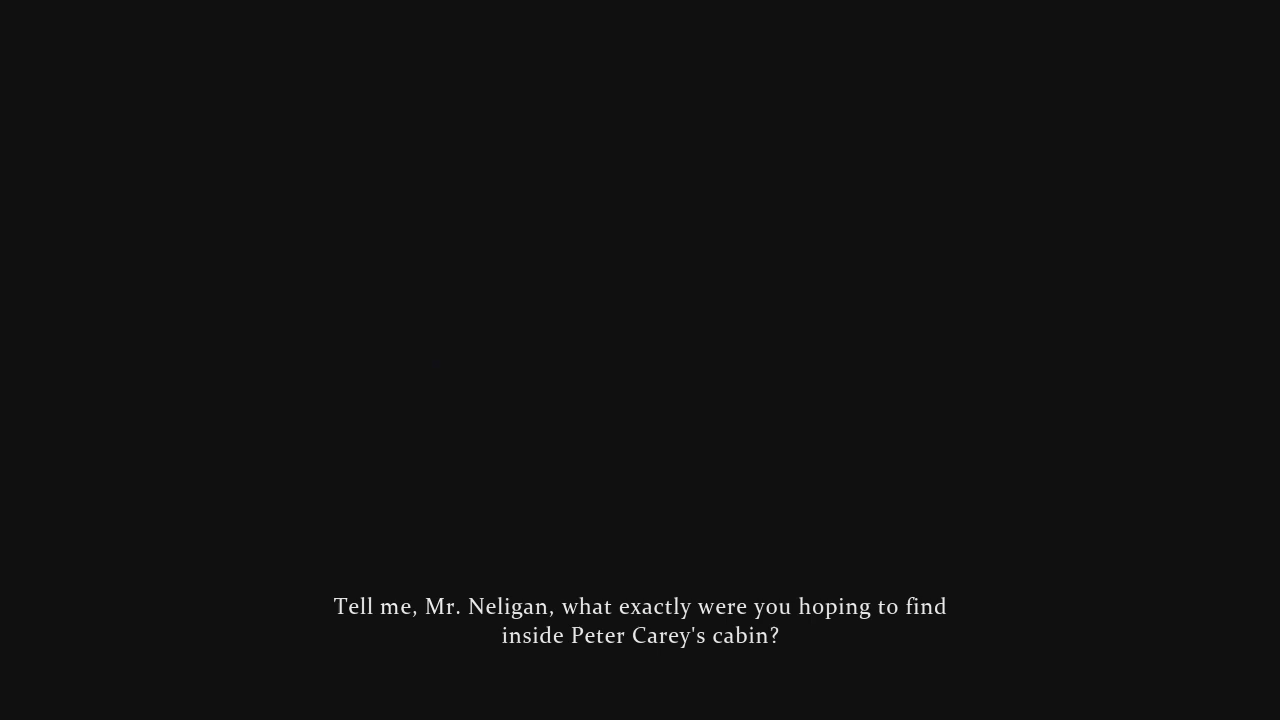 Tell me, Mr. Neligan, what exactly were you hoping to find
inside Peter Carey's cabin?